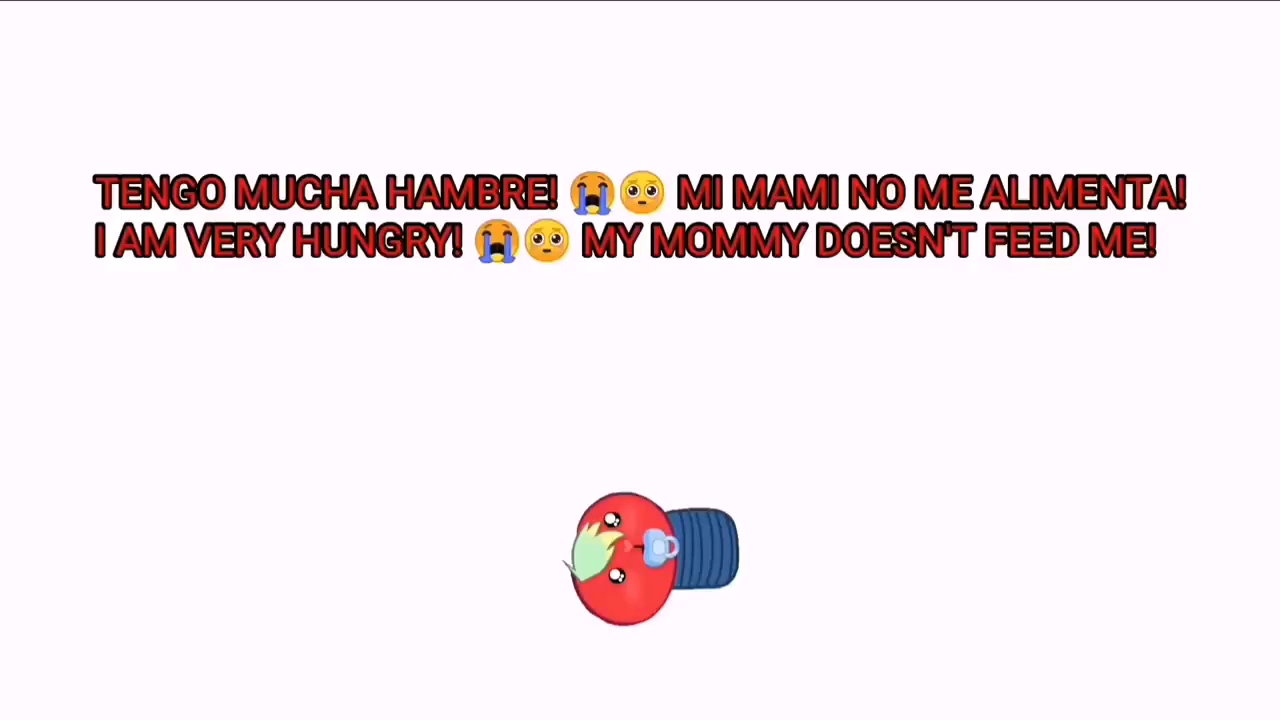 TENGO MUCHA HAMBRE! 😭🥺 MI MAMI NO ME ALIMENTA!
I AM VERY HUNGRY! 😭🥺 MY MOMMY DOESN'T FEED ME!